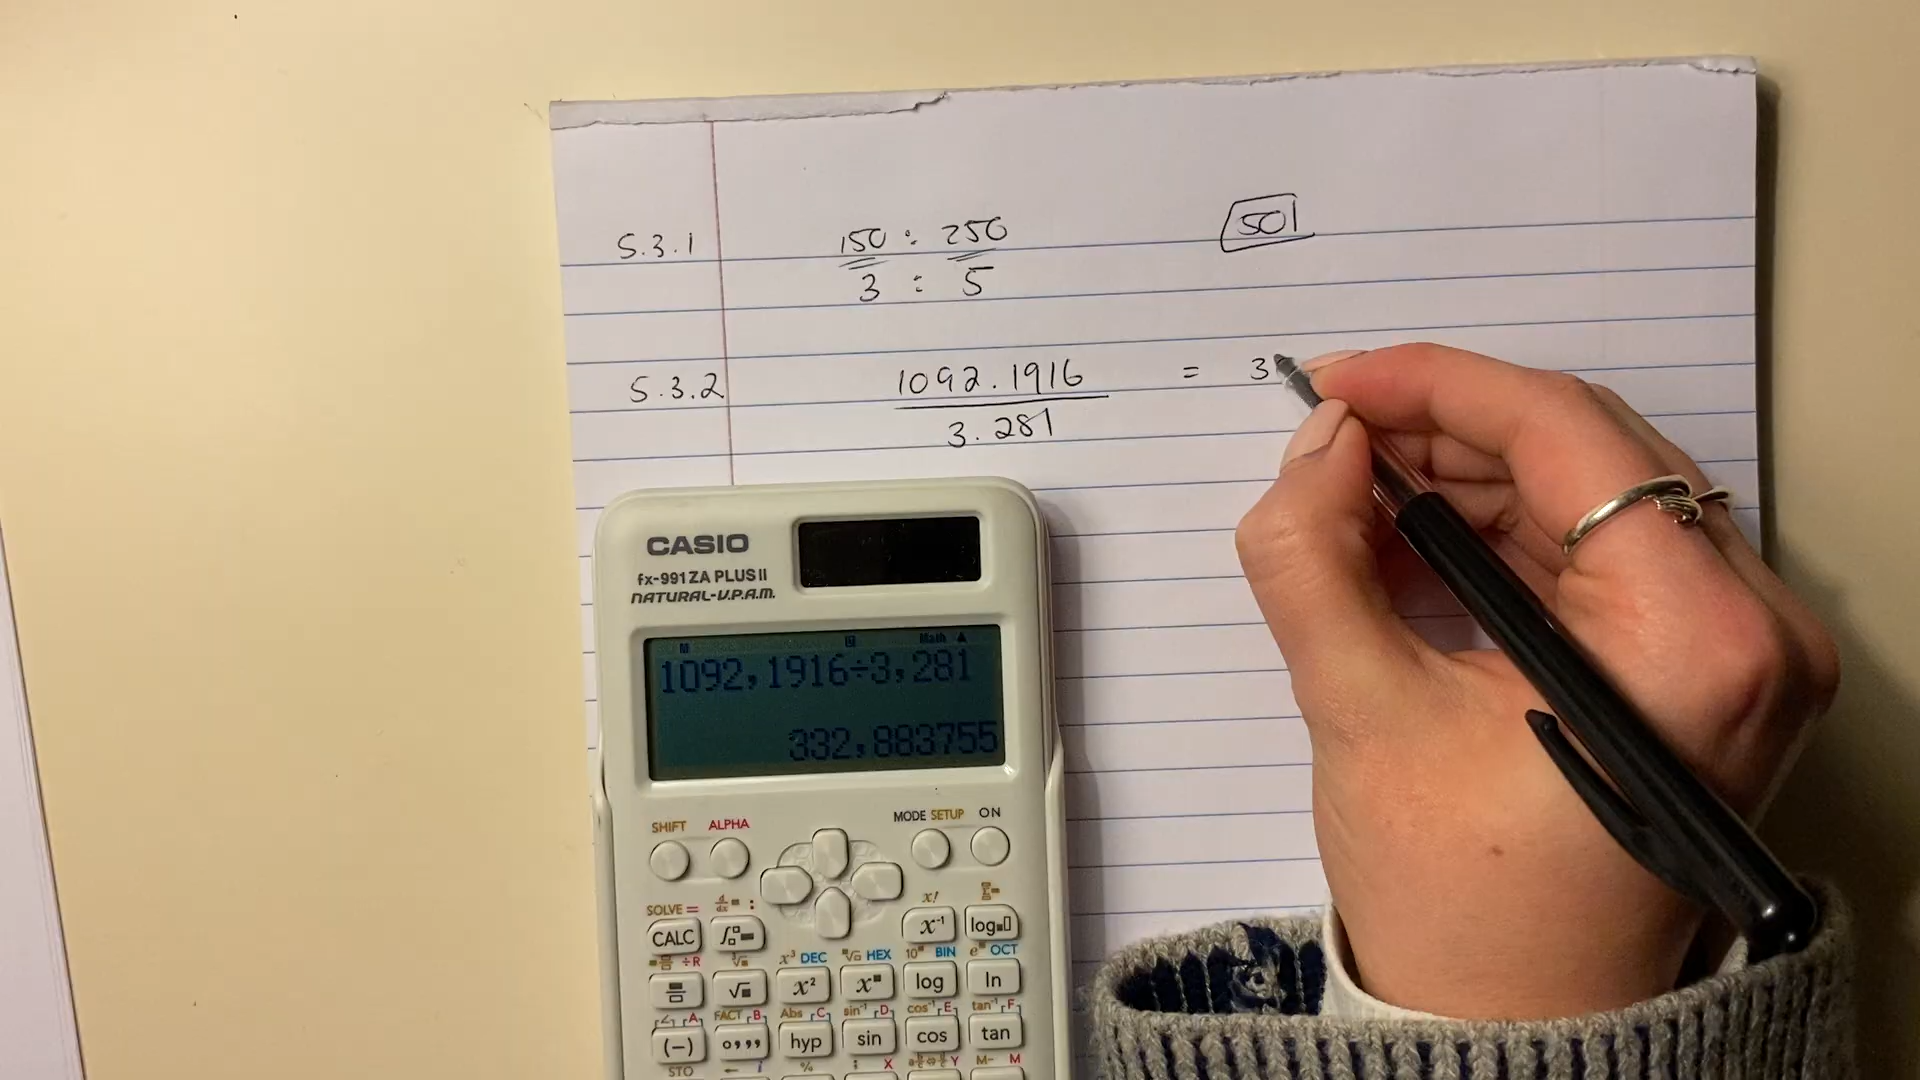 5.3.1 150 : 250 501
3 : 5
5.3.2 1092.1916 = 3
3.281
CASIO
fx-991ZA PLUS II
NATURAL-V.P.A.M.
Math ▲
1092,1916÷3,281
332,883755
SHIFT ALPHA MODE SETUP ON
SOLVE = d/dx = : x!
CALC x⁻¹ log
÷R ∛ x³ DEC ʸ√ HEX 10ˣ BIN eˣ OCT
√ x² x log ln
∠ A FACT B Abs C sin⁻¹ D cos⁻¹ E tan⁻¹ F
(−) °,,, hyp sin cos tan
STO ← i % ; X Y M− M